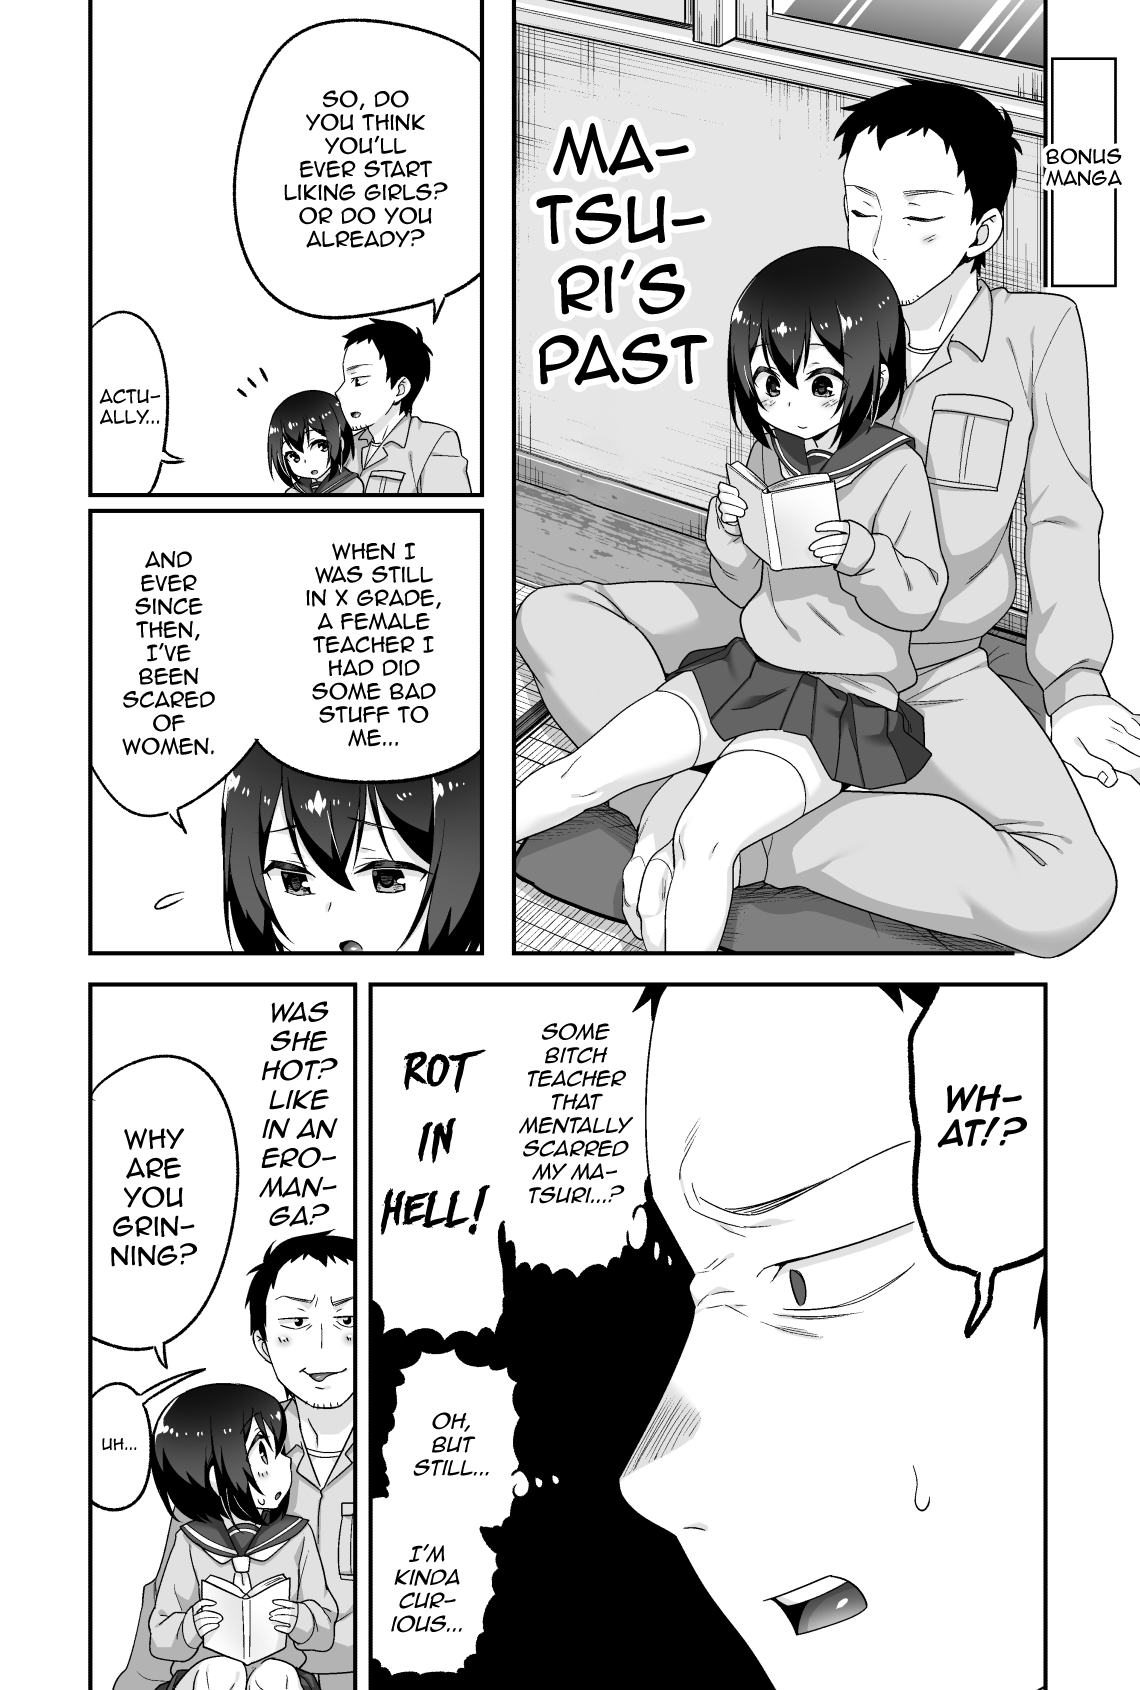 BONUS
MANGA
MA-
TSU-
RI'S
PAST
SO, DO
YOU THINK
YOU'LL
EVER START
LIKING GIRLS?
OR DO YOU
ALREADY?
ACTU-
ALLY...
WHEN I
WAS STILL
IN X GRADE,
A FEMALE
TEACHER I
HAD DID
SOME BAD
STUFF TO
ME...
AND
EVER
SINCE
THEN,
I'VE
BEEN
SCARED
OF
WOMEN.
WH-
AT!?
SOME
BITCH
TEACHER
THAT
MENTALLY
SCARRED
MY MA-
TSURI...?
ROT
IN
HELL!
OH,
BUT
STILL...
I'M
KINDA
CUR-
IOUS...
WAS
SHE
HOT?
LIKE
IN AN
ERO-
MAN-
GA?
WHY
ARE
YOU
GRIN-
NING?
UH...